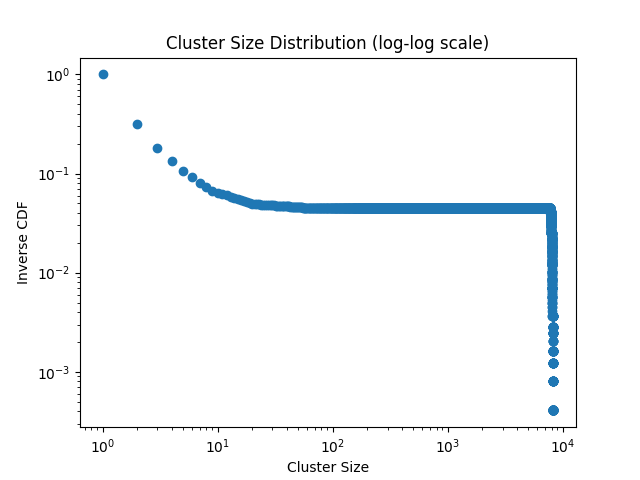 Cluster Size Distribution (log-log scale)
Inverse CDF
10⁰
10⁻¹
10⁻²
10⁻³
10⁰ 10¹ 10² 10³ 10⁴
Cluster Size